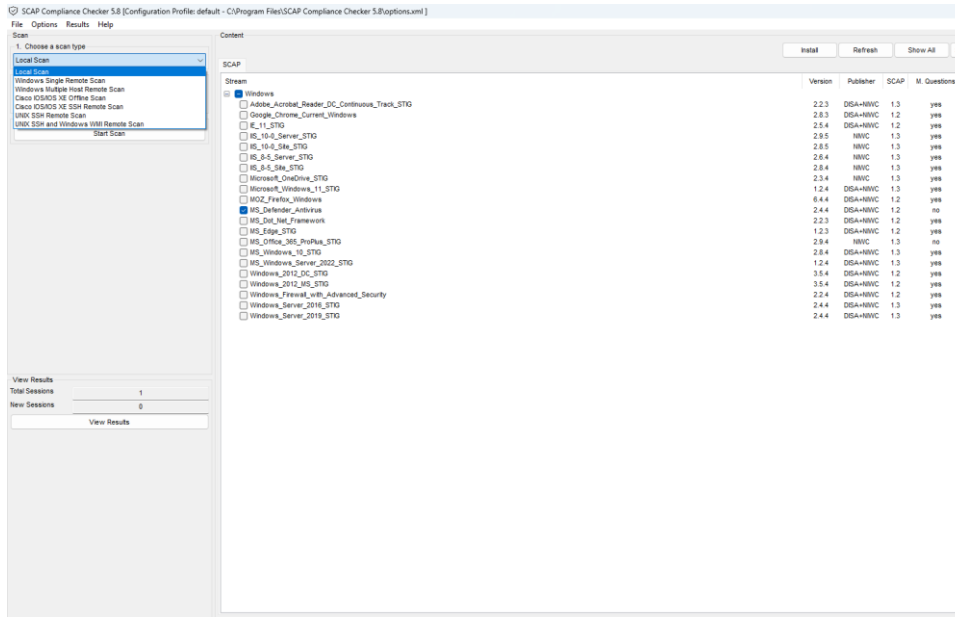 SCAP Compliance Checker 5.8 [Configuration Profile: default - C:\Program Files\SCAP Compliance Checker 5.8\options.xml ]
File Options Results Help
Scan
Content
1. Choose a scan type
Install Refresh Show All
Local Scan
SCAP
Local Scan
Windows Single Remote Scan
Windows Multiple Host Remote Scan
Cisco IOS/IOS XE Offline Scan
Cisco IOS/IOS XE SSH Remote Scan
UNIX SSH Remote Scan
UNIX SSH and Windows WMI Remote Scan
Start Scan
Stream Version Publisher SCAP M. Questions
Windows
Adobe_Acrobat_Reader_DC_Continuous_Track_STIG 2.2.3 DISA+NIWC 1.3 yes
Google_Chrome_Current_Windows 2.8.3 DISA+NIWC 1.2 yes
IE_11_STIG 2.5.4 DISA+NIWC 1.2 yes
IIS_10-0_Server_STIG 2.9.5 NIWC 1.3 yes
IIS_10-0_Site_STIG 2.8.5 NIWC 1.3 yes
IIS_8-5_Server_STIG 2.6.4 NIWC 1.3 yes
IIS_8-5_Site_STIG 2.8.4 NIWC 1.3 yes
Microsoft_OneDrive_STIG 2.3.4 NIWC 1.3 yes
Microsoft_Windows_11_STIG 1.2.4 DISA+NIWC 1.3 yes
MOZ_Firefox_Windows 6.4.4 DISA+NIWC 1.2 yes
MS_Defender_Antivirus 2.4.4 DISA+NIWC 1.2 no
MS_Dot_Net_Framework 2.2.3 DISA+NIWC 1.2 yes
MS_Edge_STIG 1.2.3 DISA+NIWC 1.2 yes
MS_Office_365_ProPlus_STIG 2.9.4 NIWC 1.3 no
MS_Windows_10_STIG 2.8.4 DISA+NIWC 1.3 yes
MS_Windows_Server_2022_STIG 1.2.4 DISA+NIWC 1.3 yes
Windows_2012_DC_STIG 3.5.4 DISA+NIWC 1.2 yes
Windows_2012_MS_STIG 3.5.4 DISA+NIWC 1.2 yes
Windows_Firewall_with_Advanced_Security 2.2.4 DISA+NIWC 1.2 yes
Windows_Server_2016_STIG 2.4.4 DISA+NIWC 1.3 yes
Windows_Server_2019_STIG 2.4.4 DISA+NIWC 1.3 yes
View Results
Total Sessions 1
New Sessions 0
View Results